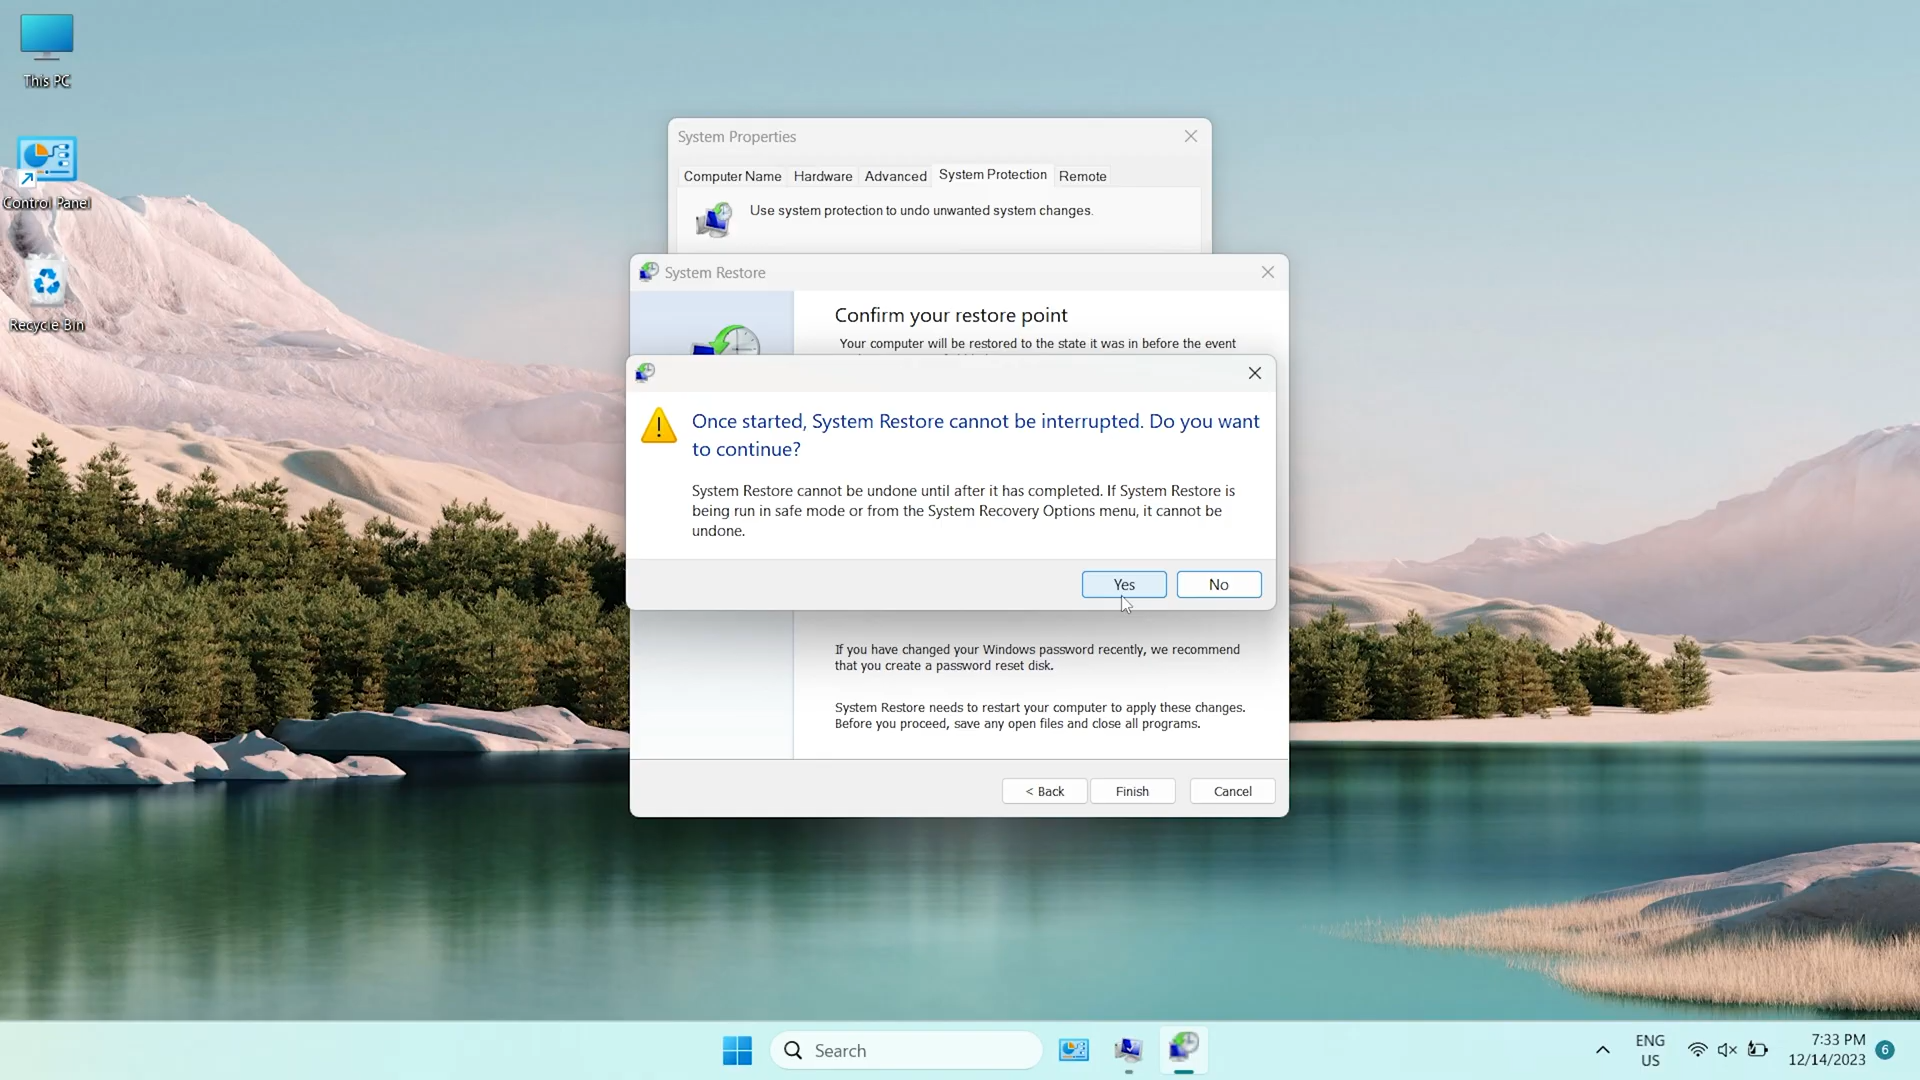 This PC
Control Panel
Recycle Bin
System Properties
Computer Name
Hardware
Advanced
System Protection
Remote
Use system protection to undo unwanted system changes.
System Restore
Confirm your restore point
Your computer will be restored to the state it was in before the event
Once started, System Restore cannot be interrupted. Do you want
to continue?
System Restore cannot be undone until after it has completed. If System Restore is
being run in safe mode or from the System Recovery Options menu, it cannot be
undone.
Yes
No
If you have changed your Windows password recently, we recommend
that you create a password reset disk.
System Restore needs to restart your computer to apply these changes.
Before you proceed, save any open files and close all programs.
< Back
Finish
Cancel
Search
ENG
US
7:33 PM
12/14/2023
6